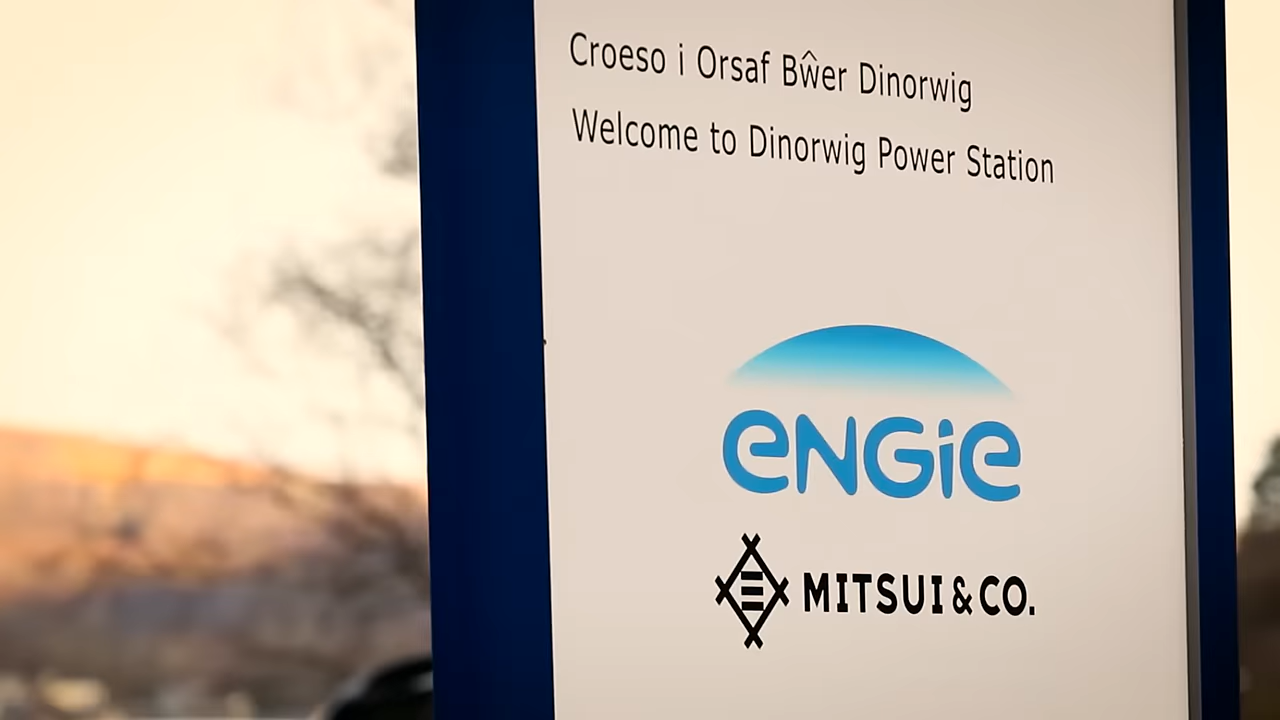 Croeso i Orsaf Bŵer Dinorwig
Welcome to Dinorwig Power Station
ENGIE
MITSUI & CO.